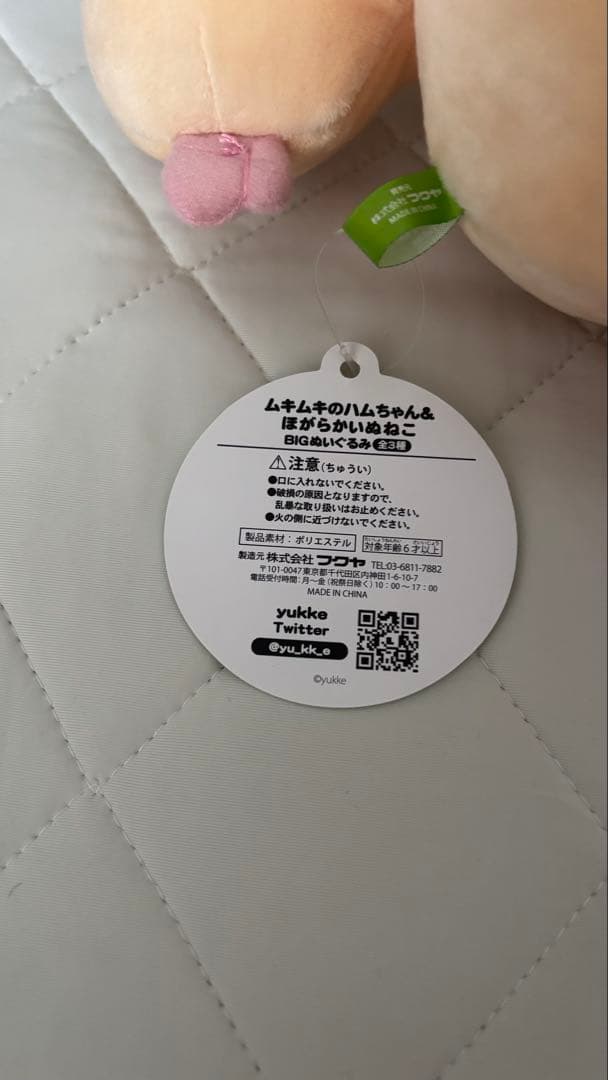 ムキムキのハムちゃん&
ほがらかいぬねこ
BIGぬいぐるみ 全3種
⚠注意(ちゅうい)
●口に入れないでください。
●破損の原因となりますので、
乱暴な取り扱いはお止めください。
●火の側に近づけないでください。
製品素材：ポリエステル 対象年齢6才以上
製造元 株式会社 フクヤ TEL:03-6811-7882
〒101-0047 東京都千代田区内神田1-6-10-7
電話受付時間：月〜金(祝祭日除く)10：00〜17：00
MADE IN CHINA
yukke
Twitter
@yu_kk_e
©yukke
フクヤ
MADE IN CHINA